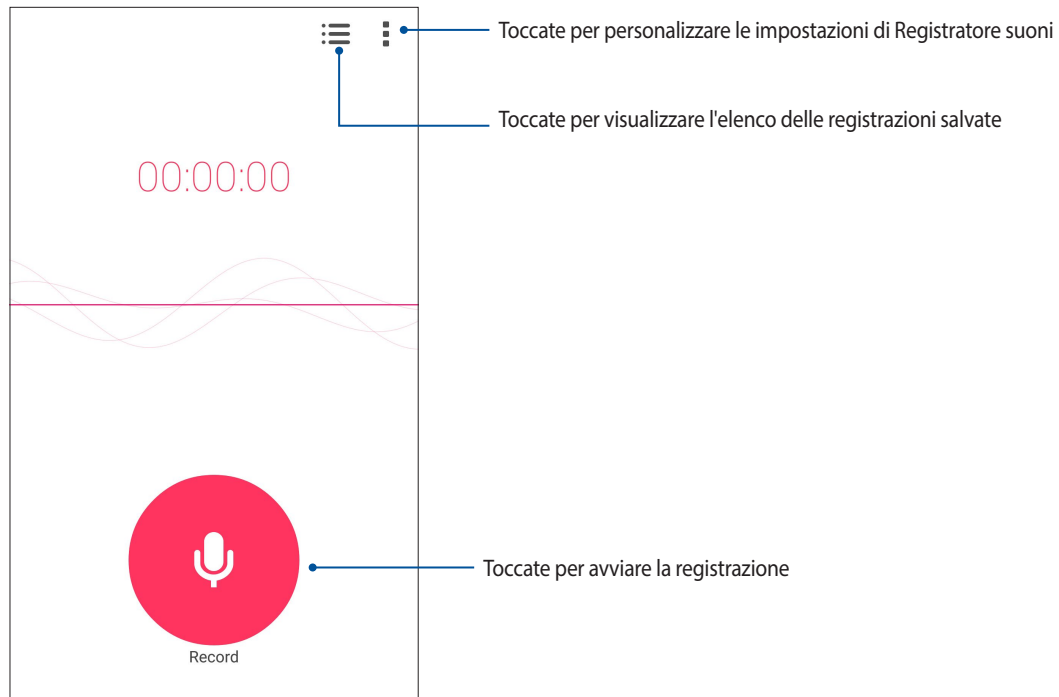 Toccate per personalizzare le impostazioni di Registratore suoni
Toccate per visualizzare l'elenco delle registrazioni salvate
00:00:00
Toccate per avviare la registrazione
Record